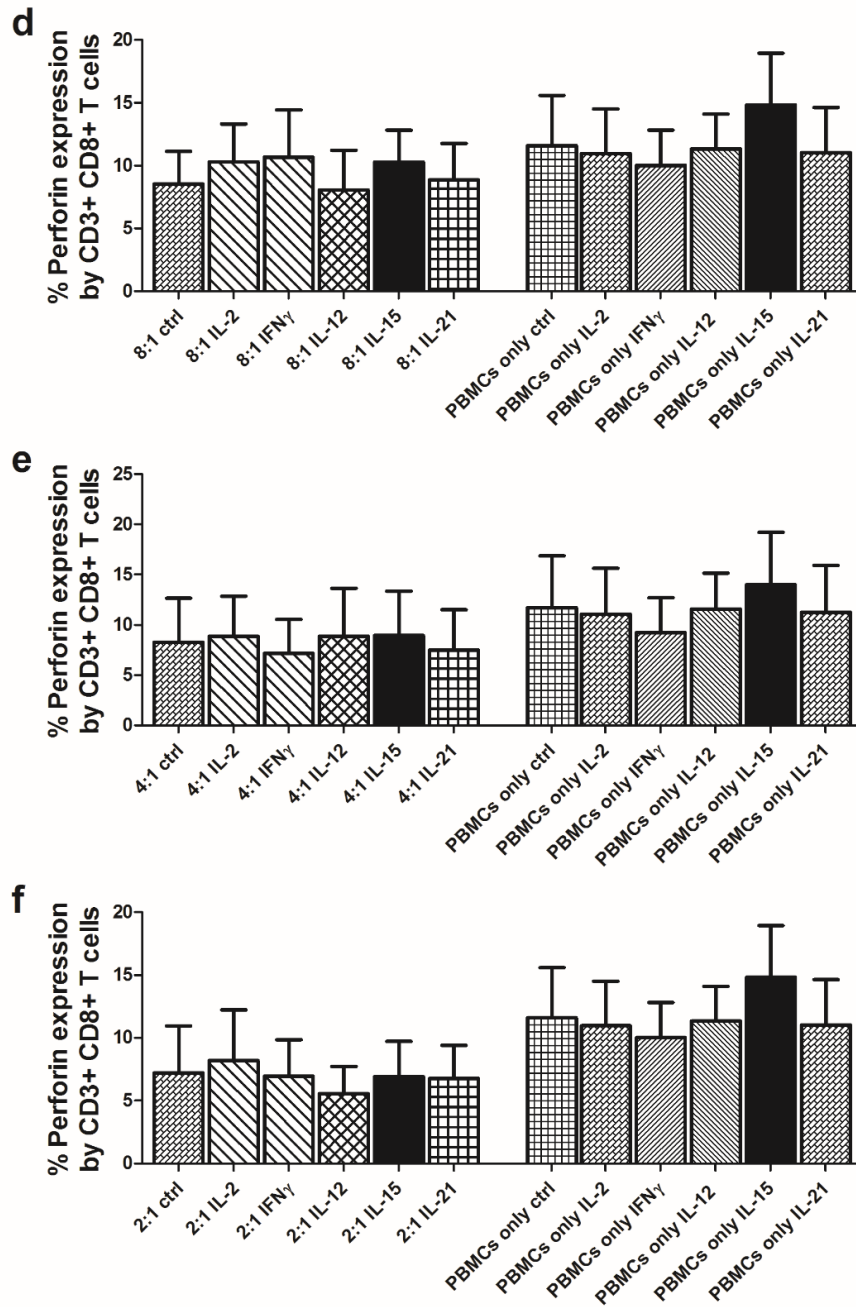 d
% Perforin expression
by CD3+ CD8+ T cells
20
15
10
5
0
8:1 ctrl
8:1 IL-2
8:1 IFNγ
8:1 IL-12
8:1 IL-15
8:1 IL-21
PBMCs only ctrl
PBMCs only IL-2
PBMCs only IFNγ
PBMCs only IL-12
PBMCs only IL-15
PBMCs only IL-21
e
% Perforin expression
by CD3+ CD8+ T cells
25
20
15
10
5
0
4:1 ctrl
4:1 IL-2
4:1 IFNγ
4:1 IL-12
4:1 IL-15
4:1 IL-21
PBMCs only ctrl
PBMCs only IL-2
PBMCs only IFNγ
PBMCs only IL-12
PBMCs only IL-15
PBMCs only IL-21
f
% Perforin expression
by CD3+ CD8+ T cells
20
15
10
5
0
2:1 ctrl
2:1 IL-2
2:1 IFNγ
2:1 IL-12
2:1 IL-15
2:1 IL-21
PBMCs only ctrl
PBMCs only IL-2
PBMCs only IFNγ
PBMCs only IL-12
PBMCs only IL-15
PBMCs only IL-21